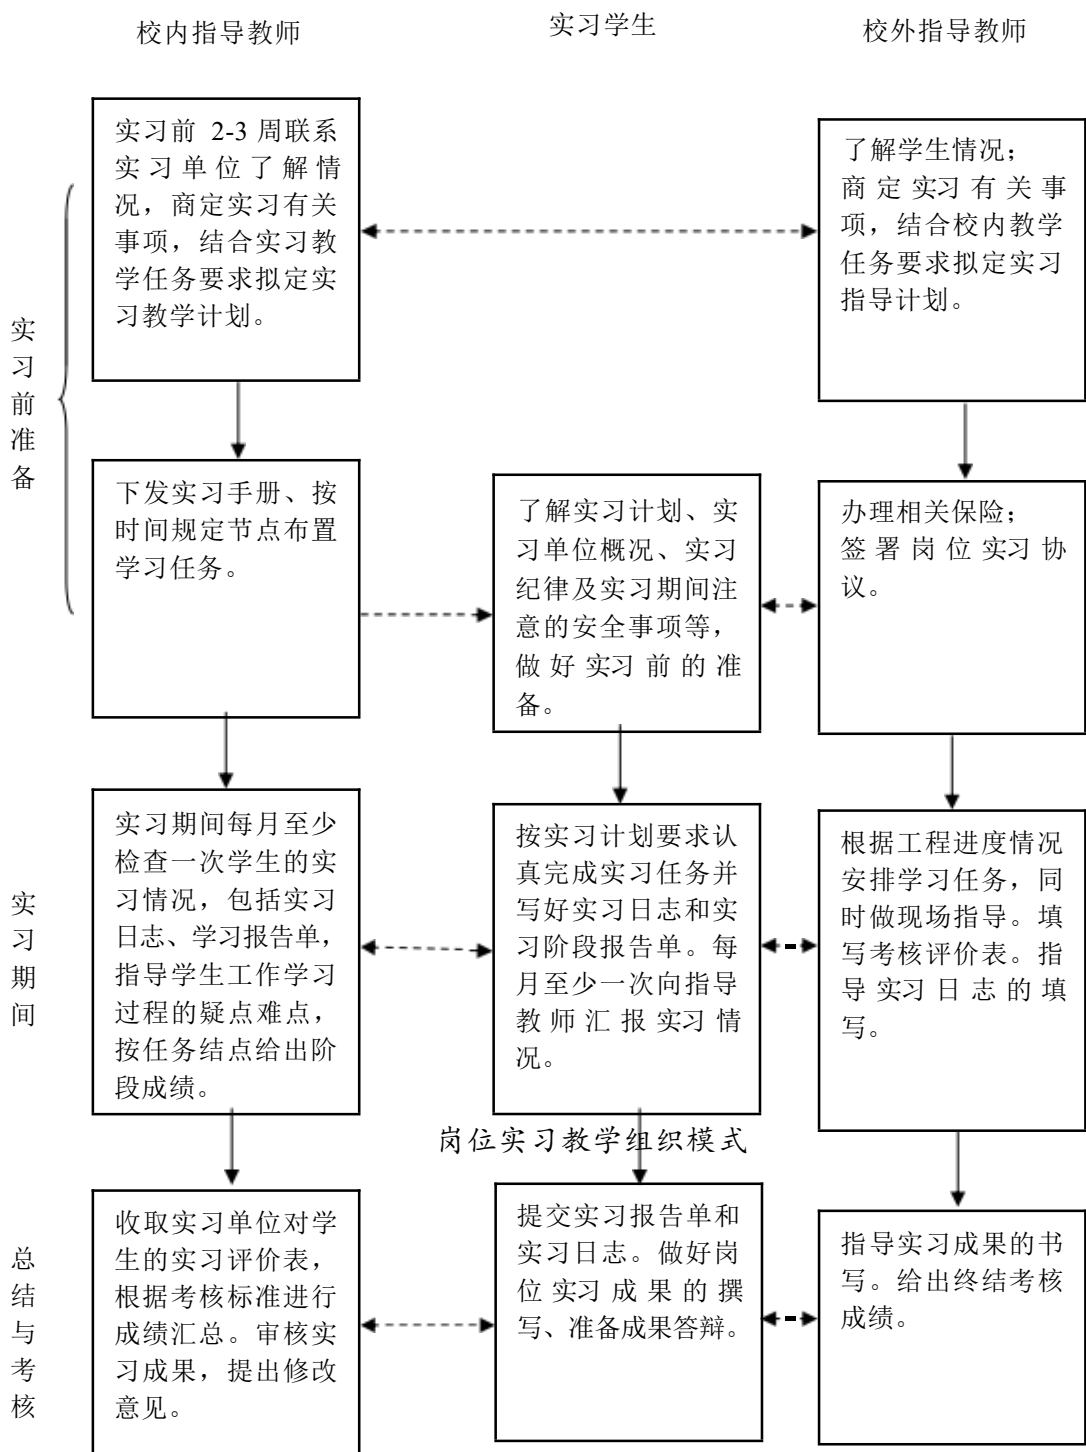 校内指导教师
实习学生
校外指导教师
实习前 2-3 周联系
实习单位了解情
况，商定实习有关
事项，结合实习教
学任务要求拟定实
习教学计划。
了解学生情况；
商定实习有关事
项，结合校内教学
任务要求拟定实习
指导计划。
实
习
前
准
备
下发实习手册、按
时间规定节点布置
学习任务。
了解实习计划、实
习单位概况、实习
纪律及实习期间注
意的安全事项等，
做好实习前的准
备。
办理相关保险；
签署岗位实习协
议。
实
习
期
间
实习期间每月至少
检查一次学生的实
习情况，包括实习
日志、学习报告单，
指导学生工作学习
过程的疑点难点，
按任务结点给出阶
段成绩。
按实习计划要求认
真完成实习任务并
写好实习日志和实
习阶段报告单。每
月至少一次向指导
教师汇报实习情
况。
根据工程进度情况
安排学习任务，同
时做现场指导。填
写考核评价表。指
导实习日志的填
写。
岗位实习教学组织模式
总
结
与
考
核
收取实习单位对学
生的实习评价表，
根据考核标准进行
成绩汇总。审核实
习成果，提出修改
意见。
提交实习报告单和
实习日志。做好岗
位实习成果的撰
写、准备成果答辩。
指导实习成果的书
写。给出终结考核
成绩。